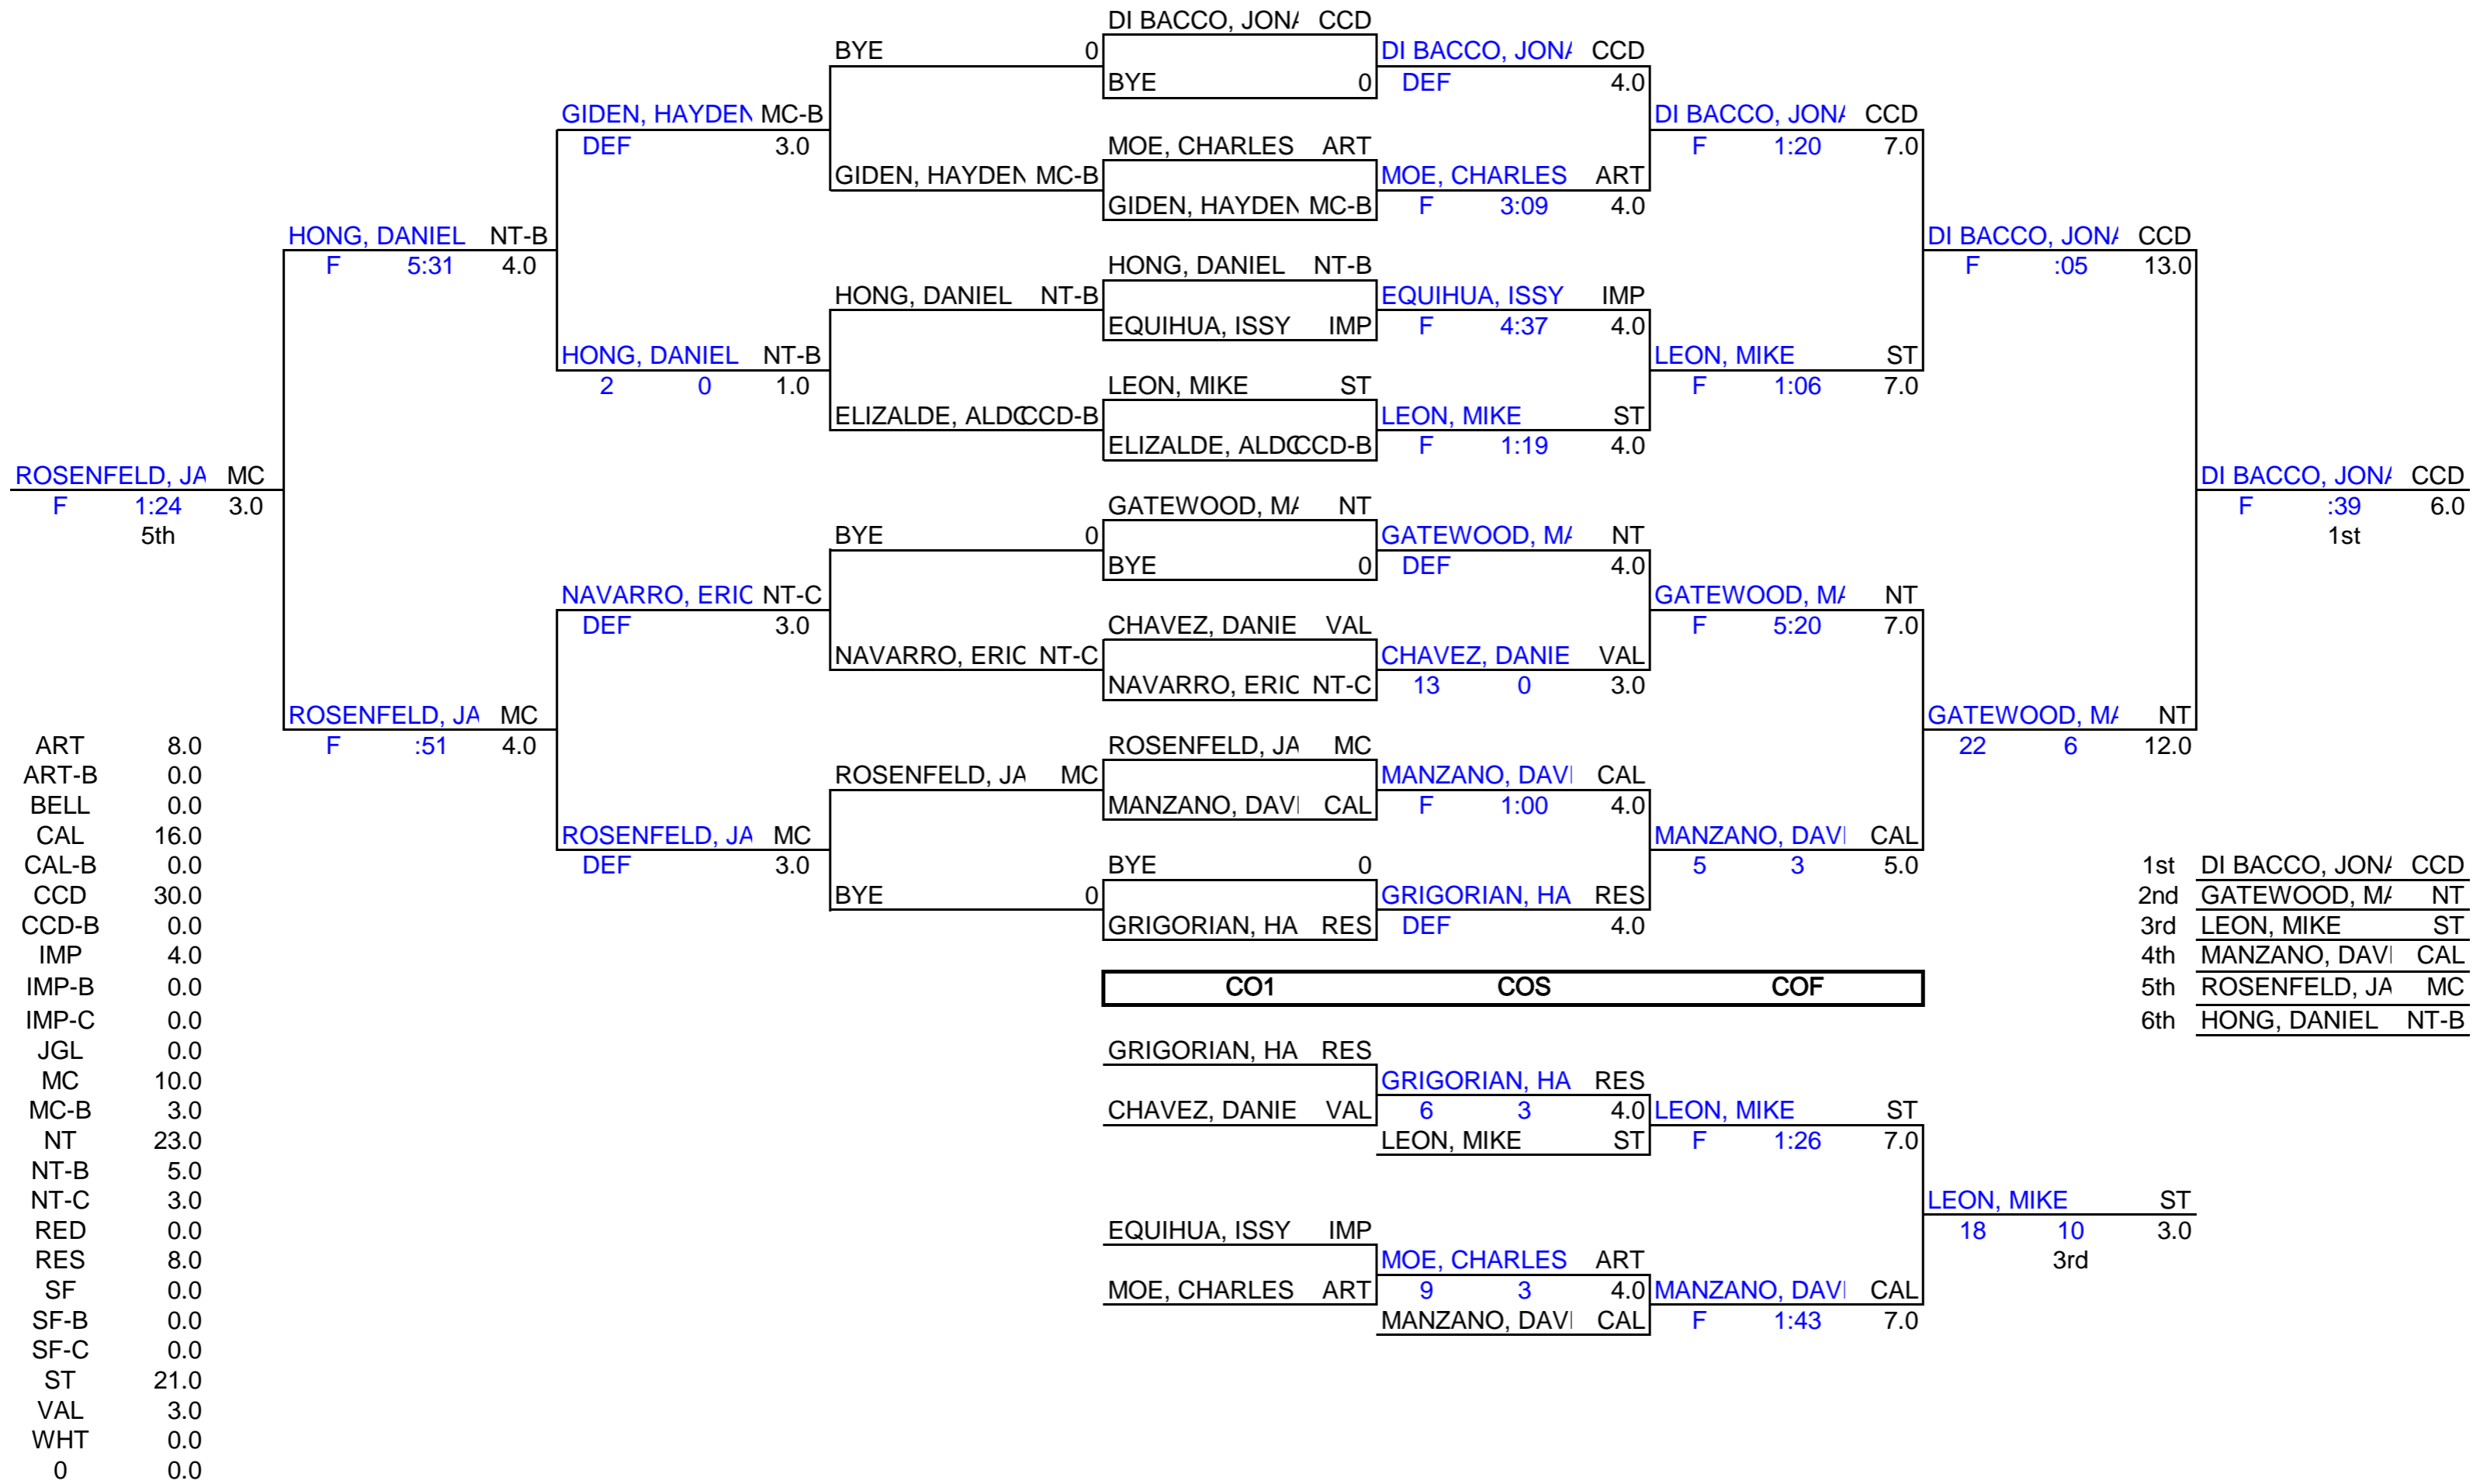 DI BACCO, JONA CCD
BYE 0 DI BACCO, JONA CCD
BYE 0 DEF 4.0
GIDEN, HAYDEN MC-B DI BACCO, JONA CCD
DEF 3.0 MOE, CHARLES ART F 1:20 7.0
GIDEN, HAYDEN MC-B MOE, CHARLES ART
GIDEN, HAYDEN MC-B F 3:09 4.0
HONG, DANIEL NT-B DI BACCO, JONA CCD
F 5:31 4.0 HONG, DANIEL NT-B F :05 13.0
HONG, DANIEL NT-B EQUIHUA, ISSY IMP
EQUIHUA, ISSY IMP F 4:37 4.0
HONG, DANIEL NT-B LEON, MIKE ST
2 0 1.0 LEON, MIKE ST F 1:06 7.0
ELIZALDE, ALDO CCD-B LEON, MIKE ST
ELIZALDE, ALDO CCD-B F 1:19 4.0
ROSENFELD, JA MC DI BACCO, JONA CCD
F 1:24 3.0 GATEWOOD, MA NT F :39 6.0
5th BYE 0 GATEWOOD, MA NT 1st
BYE 0 DEF 4.0
NAVARRO, ERIC NT-C GATEWOOD, MA NT
DEF 3.0 CHAVEZ, DANIE VAL F 5:20 7.0
NAVARRO, ERIC NT-C CHAVEZ, DANIE VAL
NAVARRO, ERIC NT-C 13 0 3.0
ROSENFELD, JA MC GATEWOOD, MA NT
ART 8.0 F :51 4.0 ROSENFELD, JA MC 22 6 12.0
ART-B 0.0 ROSENFELD, JA MC MANZANO, DAVI CAL
BELL 0.0 MANZANO, DAVI CAL F 1:00 4.0
CAL 16.0 ROSENFELD, JA MC MANZANO, DAVI CAL
CAL-B 0.0 DEF 3.0 BYE 0 5 3 5.0 1st DI BACCO, JONA CCD
CCD 30.0 BYE 0 GRIGORIAN, HA RES 2nd GATEWOOD, MA NT
CCD-B 0.0 GRIGORIAN, HA RES DEF 4.0 3rd LEON, MIKE ST
IMP 4.0 4th MANZANO, DAVI CAL
IMP-B 0.0 CO1 COS COF 5th ROSENFELD, JA MC
IMP-C 0.0 6th HONG, DANIEL NT-B
JGL 0.0 GRIGORIAN, HA RES
MC 10.0 GRIGORIAN, HA RES
MC-B 3.0 CHAVEZ, DANIE VAL 6 3 4.0 LEON, MIKE ST
NT 23.0 LEON, MIKE ST F 1:26 7.0
NT-B 5.0
NT-C 3.0 LEON, MIKE ST
RED 0.0 EQUIHUA, ISSY IMP 18 10 3.0
RES 8.0 MOE, CHARLES ART 3rd
SF 0.0 MOE, CHARLES ART 9 3 4.0 MANZANO, DAVI CAL
SF-B 0.0 MANZANO, DAVI CAL F 1:43 7.0
SF-C 0.0
ST 21.0
VAL 3.0
WHT 0.0
0 0.0